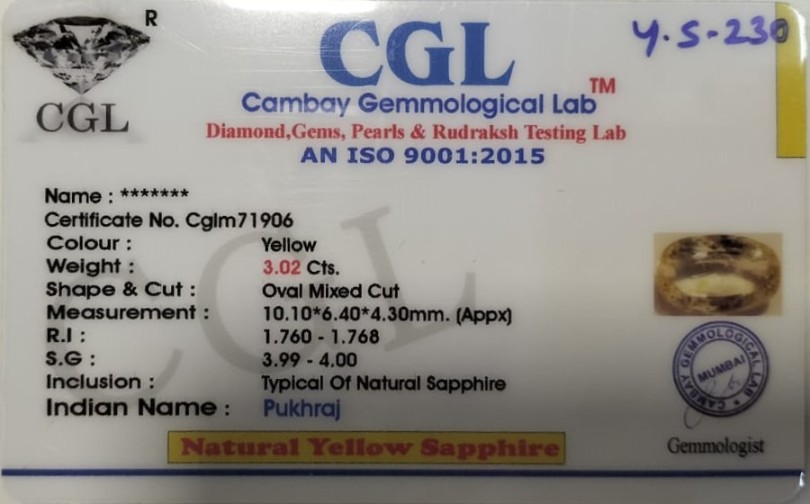 R
CGL
CGL
TM
Cambay Gemmological Lab
Diamond,Gems, Pearls & Rudraksh Testing Lab
AN ISO 9001:2015
Y.S-230
Name : *******
Certificate No. Cglm71906
Colour : Yellow
Weight : 3.02 Cts.
Shape & Cut : Oval Mixed Cut
Measurement : 10.10*6.40*4.30mm. (Appx)
R.I : 1.760 - 1.768
S.G : 3.99 - 4.00
Inclusion : Typical Of Natural Sapphire
Indian Name : Pukhraj
Natural Yellow Sapphire
CGL
CAMBAY GEMMOLOGICAL LAB
MUMBAI
Gemmologist